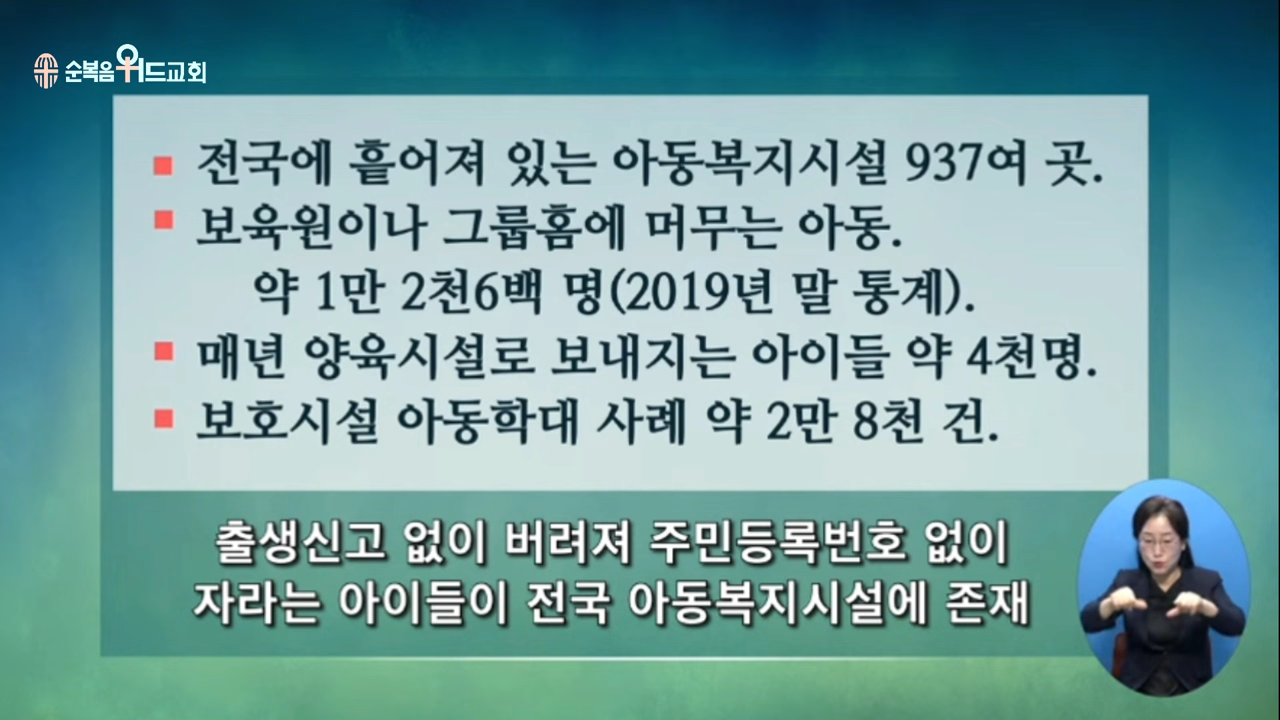 순복음위드교회
전국에 흩어져 있는 아동복지시설 937여 곳.
보육원이나 그룹홈에 머무는 아동.
약 1만 2천6백 명(2019년 말 통계).
매년 양육시설로 보내지는 아이들 약 4천명.
보호시설 아동학대 사례 약 2만 8천 건.
출생신고 없이 버려져 주민등록번호 없이
자라는 아이들이 전국 아동복지시설에 존재